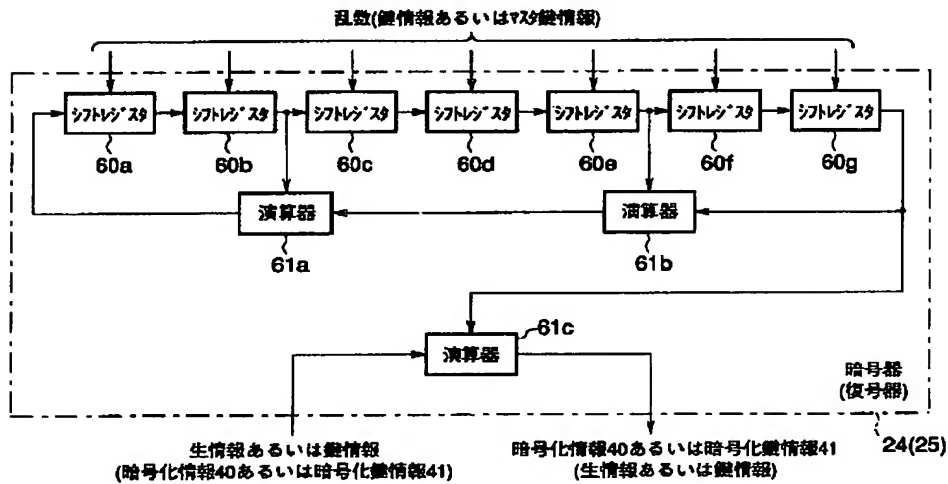 乱数(鍵情報あるいはマスタ鍵情報)
シフトレジスタ シフトレジスタ シフトレジスタ シフトレジスタ シフトレジスタ シフトレジスタ シフトレジスタ
60a 60b 60c 60d 60e 60f 60g
演算器 演算器
61a 61b
演算器
61c
暗号器
(復号器)
24(25)
生情報あるいは鍵情報
(暗号化情報40あるいは暗号化鍵情報41)
暗号化情報40あるいは暗号化鍵情報41
(生情報あるいは鍵情報)